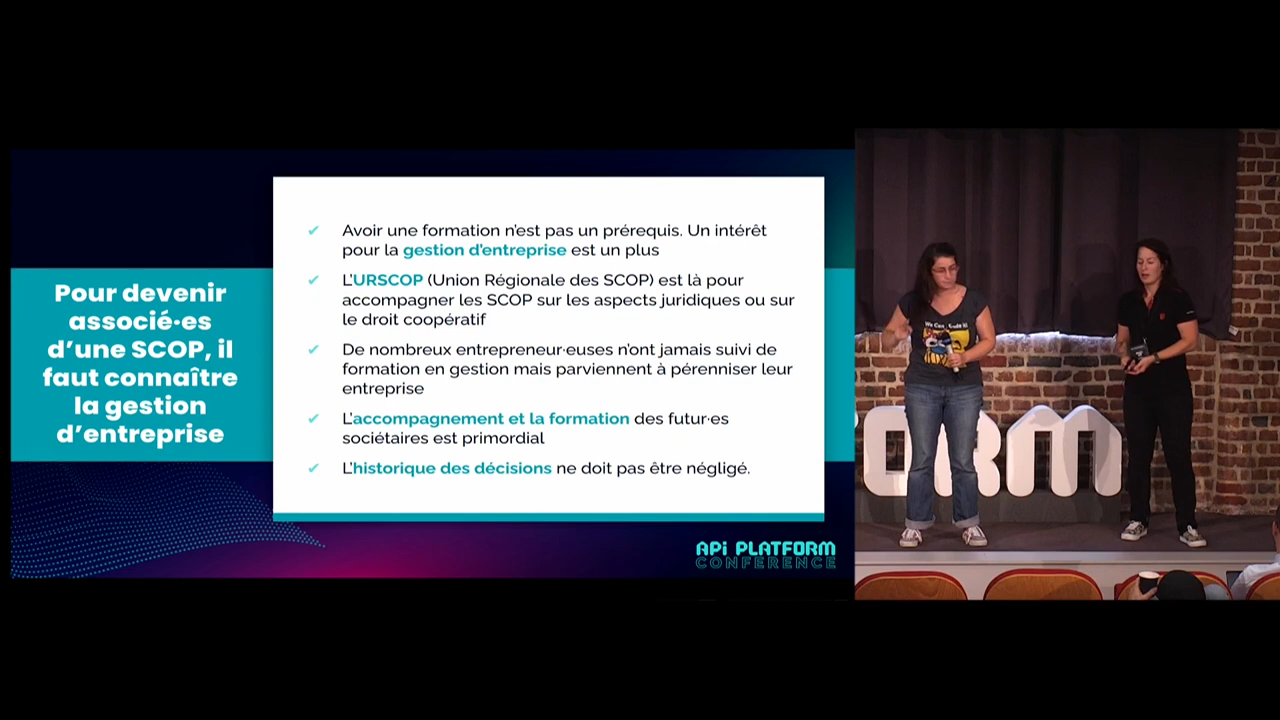 Pour devenir
associé·es
d’une SCOP, il
faut connaître
la gestion
d’entreprise
✔ Avoir une formation n’est pas un prérequis. Un intérêt
pour la gestion d’entreprise est un plus
✔ L’URSCOP (Union Régionale des SCOP) est là pour
accompagner les SCOP sur les aspects juridiques ou sur
le droit coopératif
✔ De nombreux entrepreneur·euses n’ont jamais suivi de
formation en gestion mais parviennent à pérenniser leur
entreprise
✔ L’accompagnement et la formation des futur·es
sociétaires est primordial
✔ L’historique des décisions ne doit pas être négligé.
APi PLATFORM
CONFERENCE
We Can
ORM